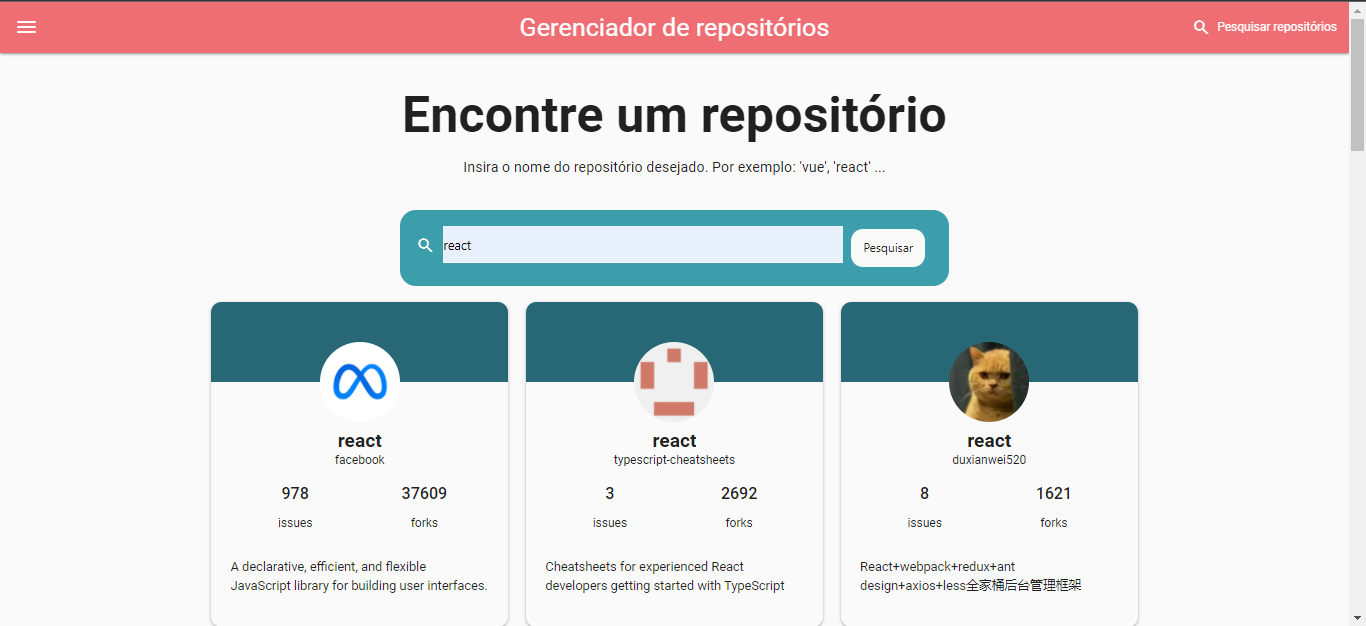 Gerenciador de repositórios
Pesquisar repositórios
Encontre um repositório
Insira o nome do repositório desejado. Por exemplo: 'vue', 'react' ...
react
Pesquisar
react
facebook
978
37609
issues
forks
A declarative, efficient, and flexible
JavaScript library for building user interfaces.
react
typescript-cheatsheets
3
2692
issues
forks
Cheatsheets for experienced React
developers getting started with TypeScript
react
duxianwei520
8
1621
issues
forks
React+webpack+redux+ant
design+axios+less全家桶后台管理框架